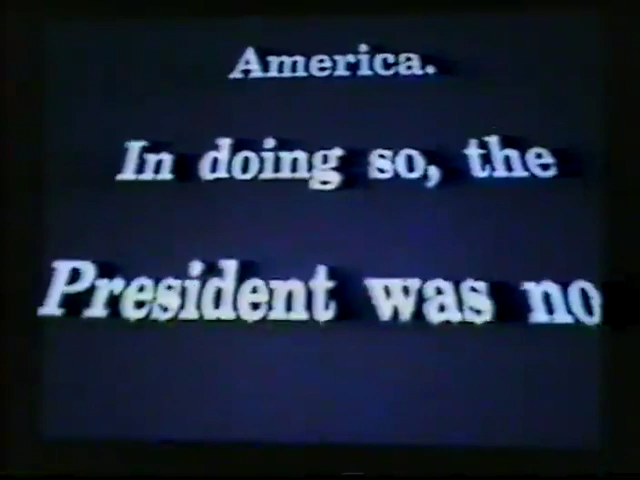 America.
In doing so, the
President was no